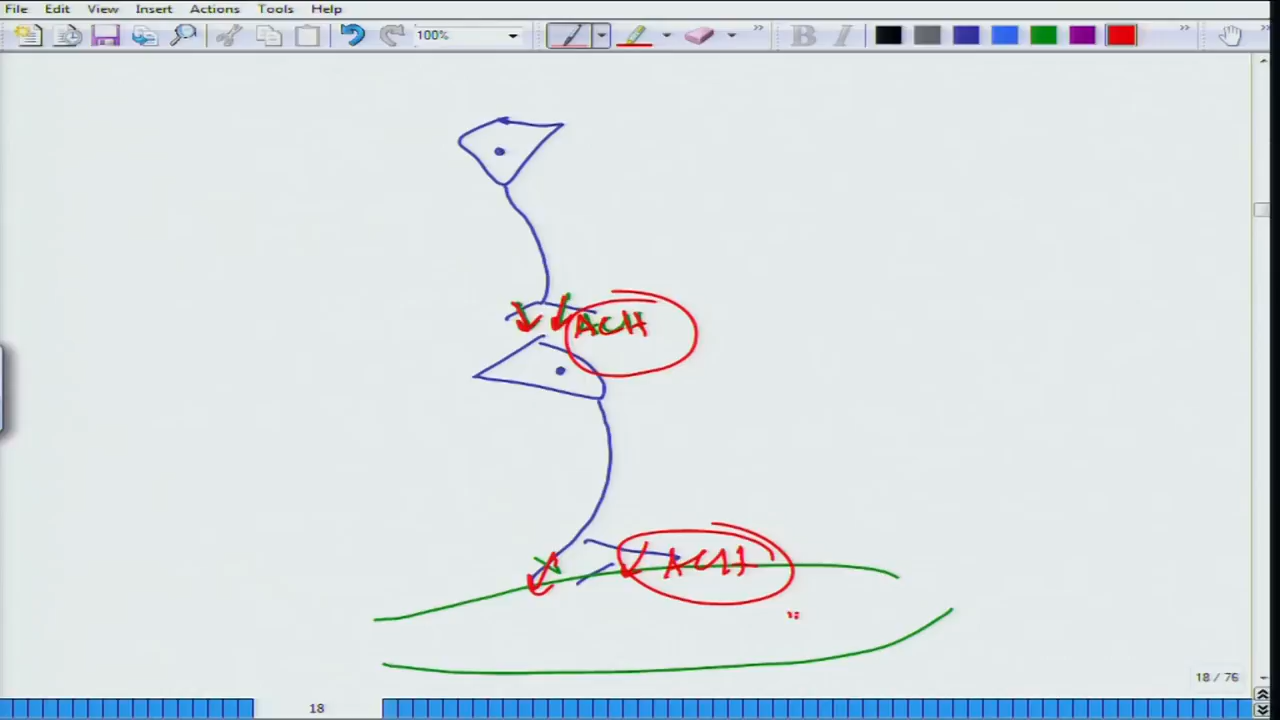 File Edit View Insert Actions Tools Help
100% B I
ACH
ACH
18 / 76
18